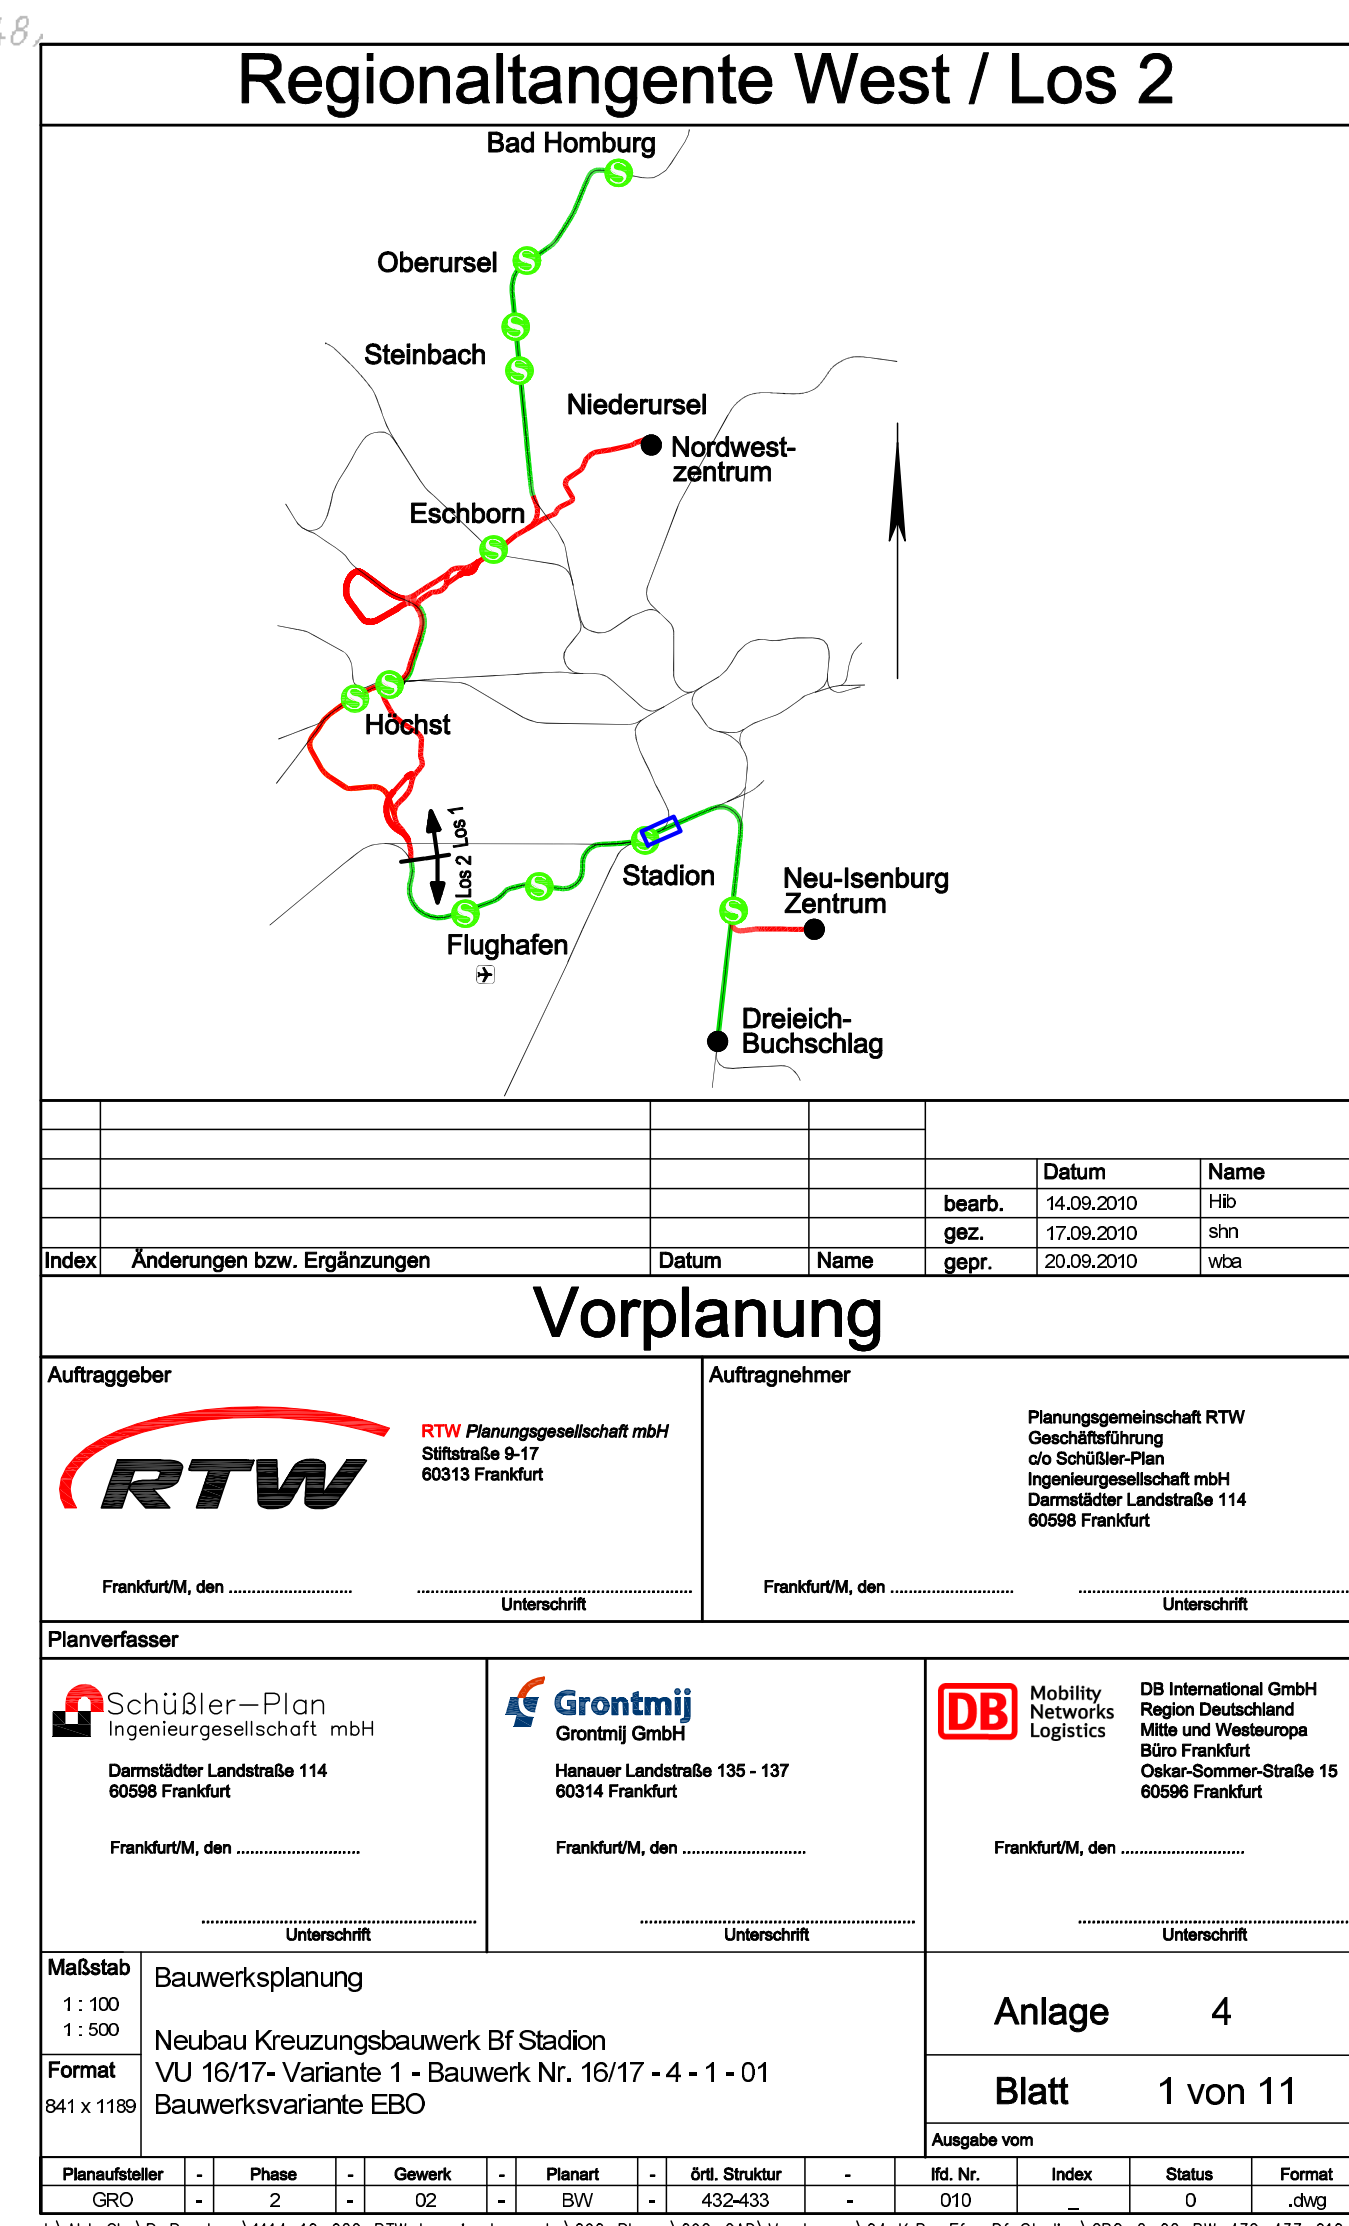 Regionaltangente West / Los 2
Bad Homburg
Oberursel
Steinbach
Niederursel
Nordwest-
zentrum
Eschborn
Höchst
Los 1
Los 2
Stadion
Flughafen
Neu-Isenburg
Zentrum
Dreieich-
Buchschlag
Datum Name
bearb. 14.09.2010 Hib
gez. 17.09.2010 shn
Index Änderungen bzw. Ergänzungen Datum Name gepr. 20.09.2010 wba
Vorplanung
Auftraggeber
RTW
RTW Planungsgesellschaft mbH
Stiftstraße 9-17
60313 Frankfurt
Frankfurt/M, den
Unterschrift
Auftragnehmer
Planungsgemeinschaft RTW
Geschäftsführung
c/o Schüßler-Plan
Ingenieurgesellschaft mbH
Darmstädter Landstraße 114
60598 Frankfurt
Frankfurt/M, den
Unterschrift
Planverfasser
Schüßler-Plan
Ingenieurgesellschaft mbH
Darmstädter Landstraße 114
60598 Frankfurt
Frankfurt/M, den
Unterschrift
Grontmij
Grontmij GmbH
Hanauer Landstraße 135 - 137
60314 Frankfurt
Frankfurt/M, den
Unterschrift
DB
Mobility
Networks
Logistics
DB International GmbH
Region Deutschland
Mitte und Westeuropa
Büro Frankfurt
Oskar-Sommer-Straße 15
60596 Frankfurt
Frankfurt/M, den
Unterschrift
Maßstab
1 : 100
1 : 500
Format
841 x 1189
Bauwerksplanung
Neubau Kreuzungsbauwerk Bf Stadion
VU 16/17- Variante 1 - Bauwerk Nr. 16/17 - 4 - 1 - 01
Bauwerksvariante EBO
Anlage 4
Blatt 1 von 11
Ausgabe vom
Planaufsteller - Phase - Gewerk - Planart - örtl. Struktur - lfd. Nr. Index Status Format
GRO - 2 - 02 - BW - 432-433 - 010 _ 0 .dwg